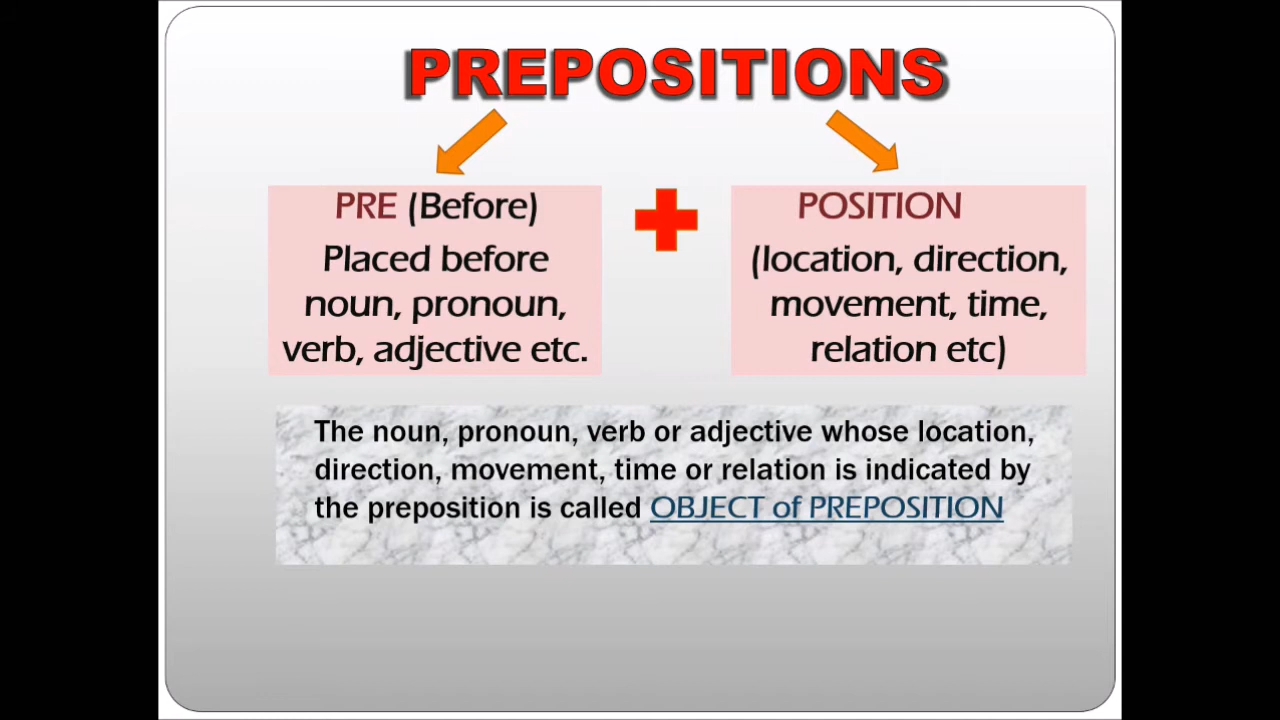 PREPOSITIONS
PRE (Before)
Placed before
noun, pronoun,
verb, adjective etc.
POSITION
(location, direction,
movement, time,
relation etc)
The noun, pronoun, verb or adjective whose location,
direction, movement, time or relation is indicated by
the preposition is called OBJECT of PREPOSITION